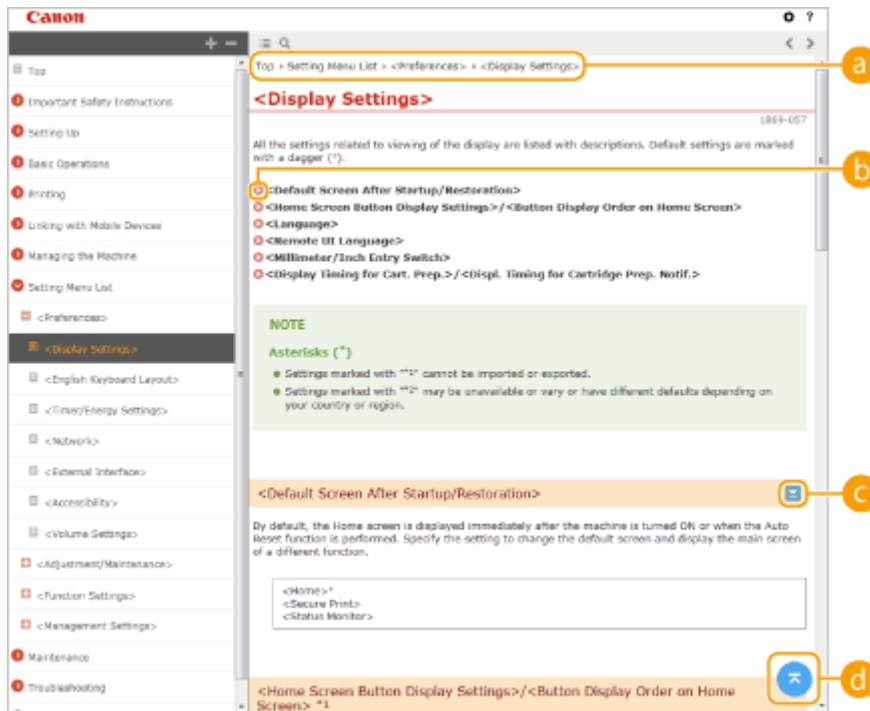 Canon
?
+ −
< >
Top
Top ▸ Setting Menu List ▸ <Preferences> ▸ <Display Settings>
a
Important Safety Instructions
Setting Up
Basic Operations
Printing
Linking with Mobile Devices
Managing the Machine
Setting Menu List
<Preferences>
<Display Settings>
<English Keyboard Layout>
<Timer/Energy Settings>
<Network>
<External Interface>
<Accessibility>
<Volume Settings>
<Adjustment/Maintenance>
<Function Settings>
<Management Settings>
Maintenance
Troubleshooting
<Display Settings>
1869-057
All the settings related to viewing of the display are listed with descriptions. Default settings are marked
with a dagger (†).
b
<Default Screen After Startup/Restoration>
<Home Screen Button Display Settings>/<Button Display Order on Home Screen>
<Language>
<Remote UI Language>
<Millimeter/Inch Entry Switch>
<Display Timing for Cart. Prep.>/<Displ. Timing for Cartridge Prep. Notif.>
NOTE
Asterisks (*)
Settings marked with "*1" cannot be imported or exported.
Settings marked with "*2" may be unavailable or vary or have different defaults depending on
your country or region.
<Default Screen After Startup/Restoration>
c
By default, the Home screen is displayed immediately after the machine is turned ON or when the Auto
Reset function is performed. Specify the setting to change the default screen and display the main screen
of a different function.
<Home>†
<Secure Print>
<Status Monitor>
d
<Home Screen Button Display Settings>/<Button Display Order on Home
Screen> *1